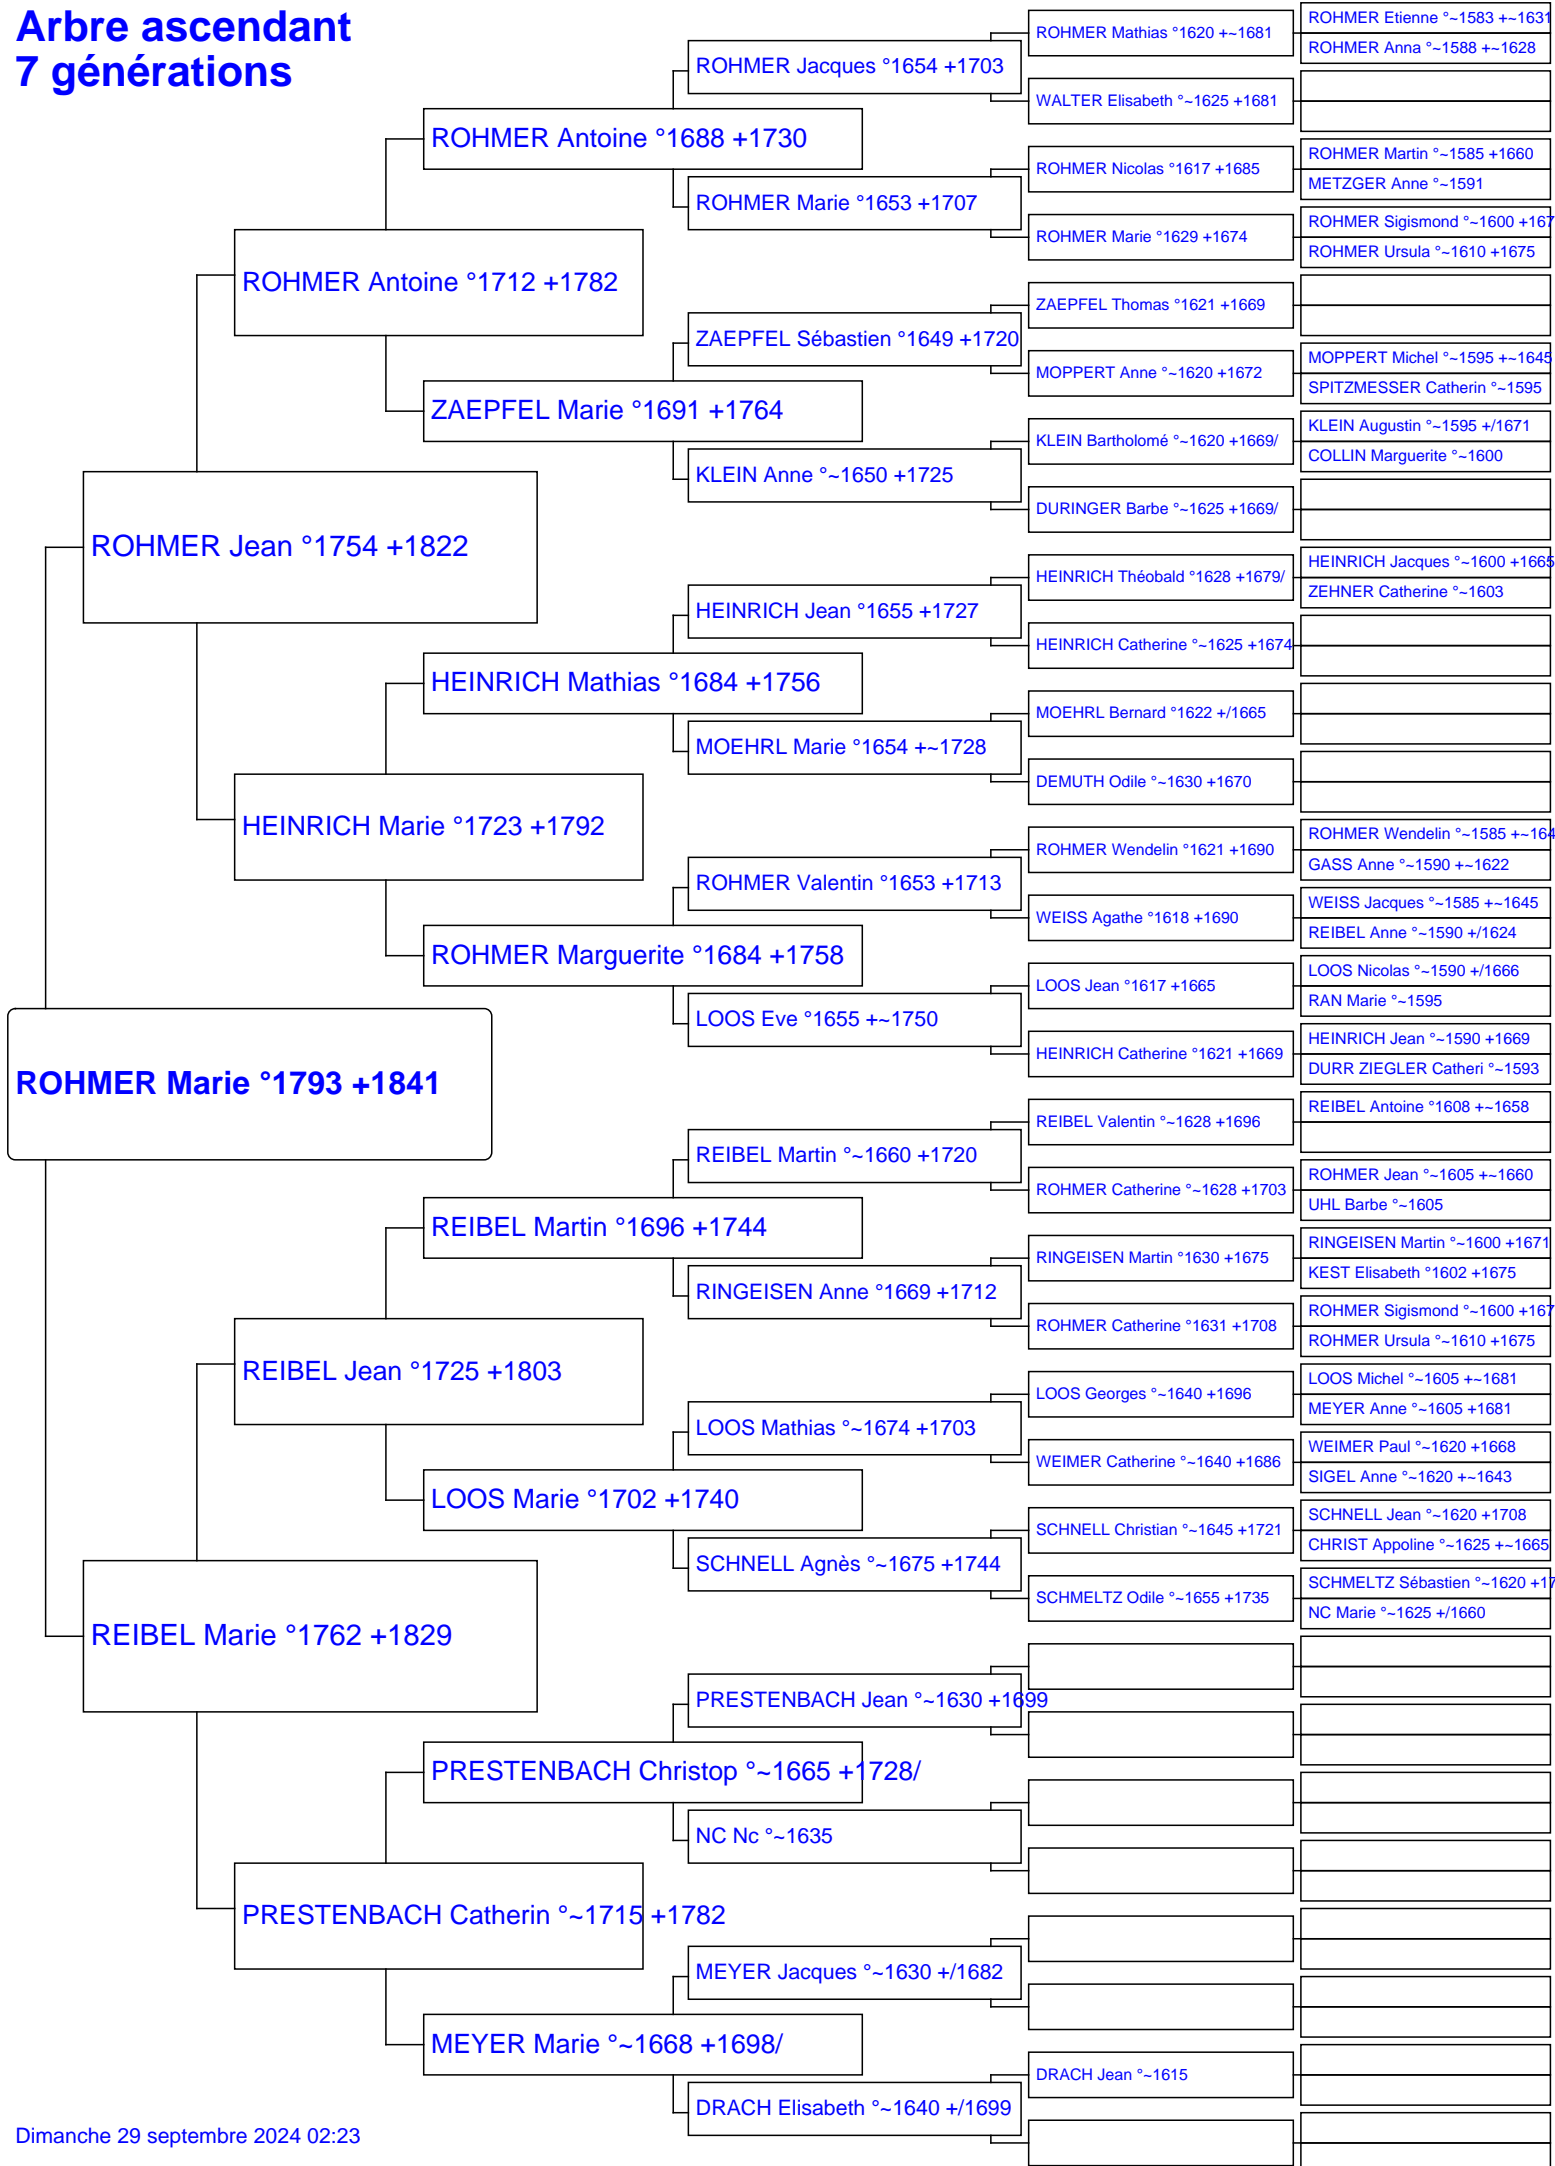 Arbre ascendant
7 générations
ROHMER Marie °1793 +1841
ROHMER Jean °1754 +1822
REIBEL Marie °1762 +1829
ROHMER Antoine °1712 +1782
HEINRICH Marie °1723 +1792
REIBEL Jean °1725 +1803
PRESTENBACH Catherin °~1715 +1782
ROHMER Antoine °1688 +1730
ZAEPFEL Marie °1691 +1764
HEINRICH Mathias °1684 +1756
ROHMER Marguerite °1684 +1758
REIBEL Martin °1696 +1744
LOOS Marie °1702 +1740
PRESTENBACH Christop °~1665 +1728/
MEYER Marie °~1668 +1698/
ROHMER Jacques °1654 +1703
ROHMER Marie °1653 +1707
ZAEPFEL Sébastien °1649 +1720
KLEIN Anne °~1650 +1725
HEINRICH Jean °1655 +1727
MOEHRL Marie °1654 +~1728
ROHMER Valentin °1653 +1713
LOOS Eve °1655 +~1750
REIBEL Martin °~1660 +1720
RINGEISEN Anne °1669 +1712
LOOS Mathias °~1674 +1703
SCHNELL Agnès °~1675 +1744
PRESTENBACH Jean °~1630 +1699
NC Nc °~1635
MEYER Jacques °~1630 +/1682
DRACH Elisabeth °~1640 +/1699
ROHMER Mathias °1620 +~1681
WALTER Elisabeth °~1625 +1681
ROHMER Nicolas °1617 +1685
ROHMER Marie °1629 +1674
ZAEPFEL Thomas °1621 +1669
MOPPERT Anne °~1620 +1672
KLEIN Bartholomé °~1620 +1669/
DURINGER Barbe °~1625 +1669/
HEINRICH Théobald °1628 +1679/
HEINRICH Catherine °~1625 +1674
MOEHRL Bernard °1622 +/1665
DEMUTH Odile °~1630 +1670
ROHMER Wendelin °1621 +1690
WEISS Agathe °1618 +1690
LOOS Jean °1617 +1665
HEINRICH Catherine °1621 +1669
REIBEL Valentin °~1628 +1696
ROHMER Catherine °~1628 +1703
RINGEISEN Martin °1630 +1675
ROHMER Catherine °1631 +1708
LOOS Georges °~1640 +1696
WEIMER Catherine °~1640 +1686
SCHNELL Christian °~1645 +1721
SCHMELTZ Odile °~1655 +1735
DRACH Jean °~1615
ROHMER Etienne °~1583 +~1631
ROHMER Anna °~1588 +~1628
ROHMER Martin °~1585 +1660
METZGER Anne °~1591
ROHMER Sigismond °~1600 +167
ROHMER Ursula °~1610 +1675
MOPPERT Michel °~1595 +~1645
SPITZMESSER Catherin °~1595
KLEIN Augustin °~1595 +/1671
COLLIN Marguerite °~1600
HEINRICH Jacques °~1600 +1665
ZEHNER Catherine °~1603
ROHMER Wendelin °~1585 +~164
GASS Anne °~1590 +~1622
WEISS Jacques °~1585 +~1645
REIBEL Anne °~1590 +/1624
LOOS Nicolas °~1590 +/1666
RAN Marie °~1595
HEINRICH Jean °~1590 +1669
DURR ZIEGLER Catheri °~1593
REIBEL Antoine °1608 +~1658
ROHMER Jean °~1605 +~1660
UHL Barbe °~1605
RINGEISEN Martin °~1600 +1671
KEST Elisabeth °1602 +1675
ROHMER Sigismond °~1600 +167
ROHMER Ursula °~1610 +1675
LOOS Michel °~1605 +~1681
MEYER Anne °~1605 +1681
WEIMER Paul °~1620 +1668
SIGEL Anne °~1620 +~1643
SCHNELL Jean °~1620 +1708
CHRIST Appoline °~1625 +~1665
SCHMELTZ Sébastien °~1620 +17
NC Marie °~1625 +/1660
Dimanche 29 septembre 2024 02:23